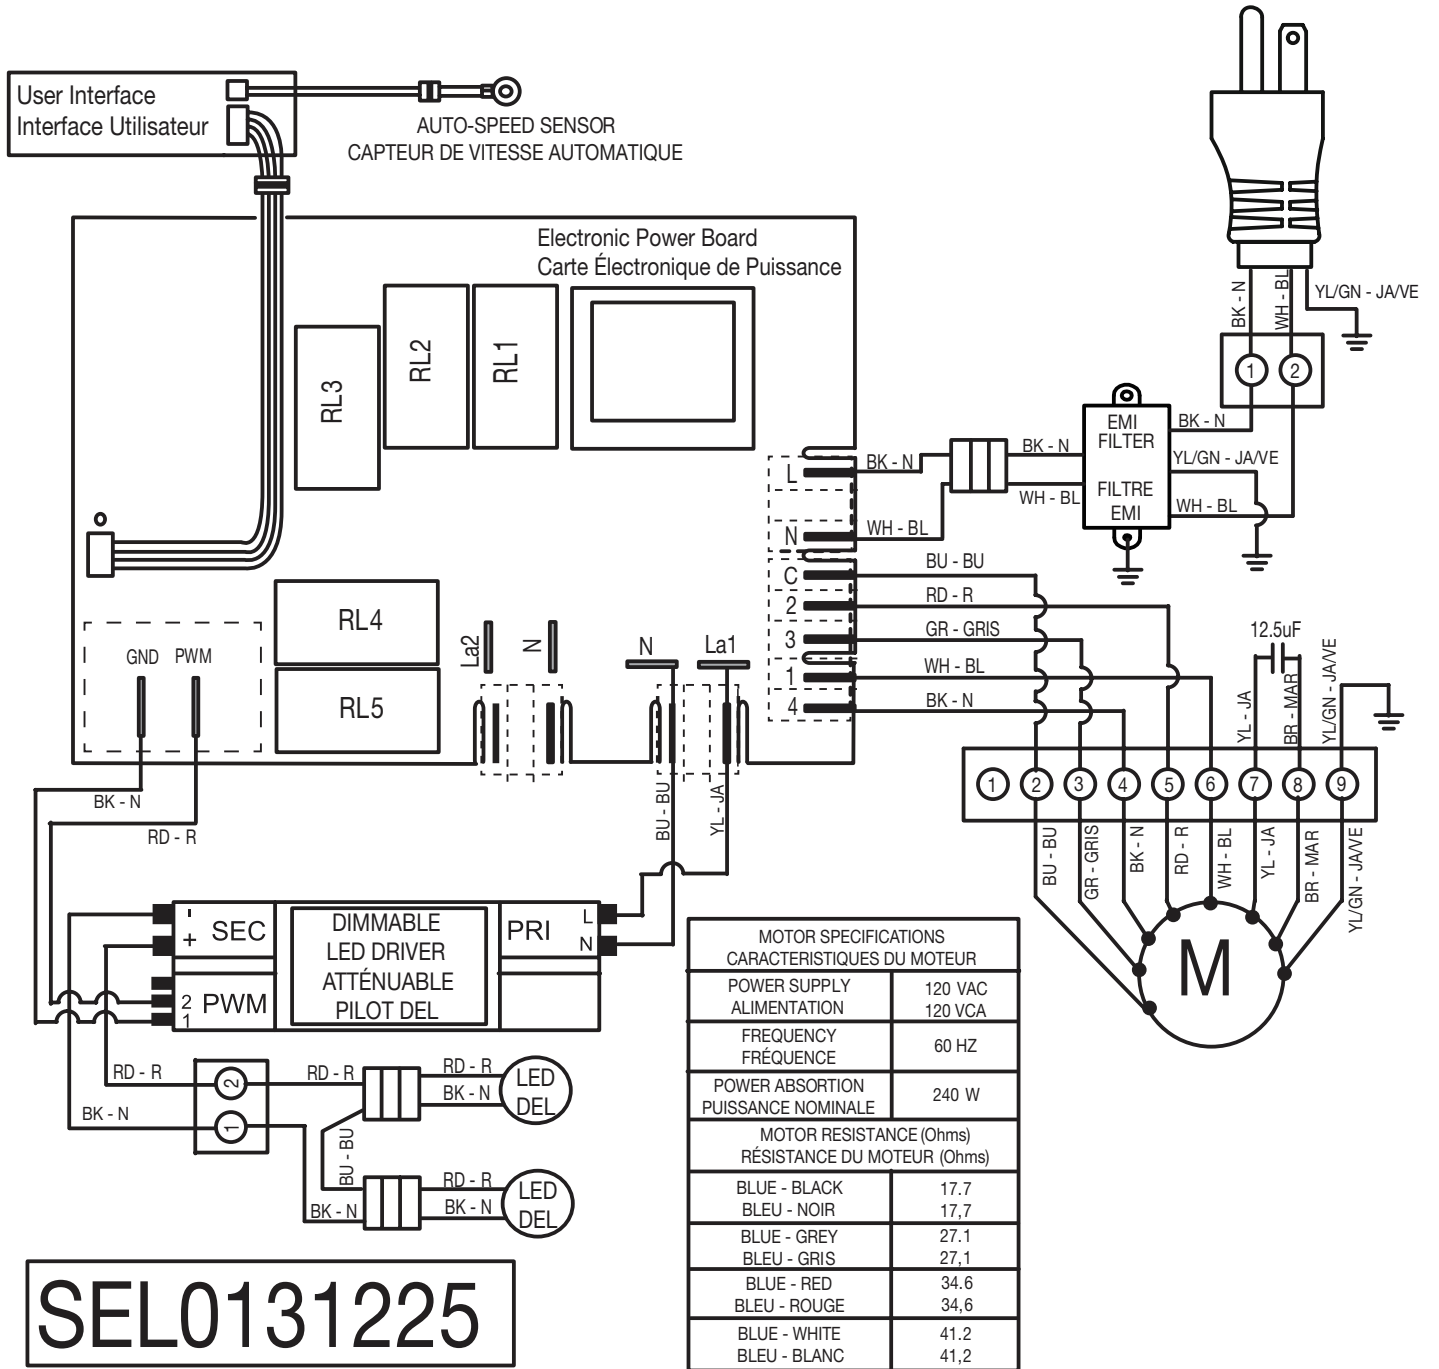 User Interface
Interface Utilisateur
AUTO-SPEED SENSOR
CAPTEUR DE VITESSE AUTOMATIQUE
Electronic Power Board
Carte Électronique de Puissance
RL3
RL2
RL1
RL4
RL5
GND PWM
La2
N
N
La1
L
N
C
2
3
1
4
BK - N
WH - BL
YL/GN - JA/VE
1
2
EMI
FILTER
FILTRE
EMI
BK - N
YL/GN - JA/VE
WH - BL
BK - N
WH - BL
BK - N
WH - BL
BU - BU
RD - R
GR - GRIS
WH - BL
BK - N
12.5uF
YL - JA
BR - MAR
YL/GN - JA/VE
1
2
3
4
5
6
7
8
9
BU - BU
GR - GRIS
BK - N
RD - R
WH - BL
YL - JA
BR - MAR
YL/GN - JA/VE
M
BK - N
RD - R
BU - BU
YL - JA
-
+
SEC
2
1
PWM
DIMMABLE
LED DRIVER
ATTÉNUABLE
PILOT DEL
PRI
L
N
RD - R
BK - N
2
1
RD - R
BU - BU
BK - N
RD - R
BK - N
LED
DEL
RD - R
BK - N
LED
DEL
MOTOR SPECIFICATIONS
CARACTERISTIQUES DU MOTEUR
POWER SUPPLY 120 VAC
ALIMENTATION 120 VCA
FREQUENCY
FRÉQUENCE
60 HZ
POWER ABSORTION
PUISSANCE NOMINALE
240 W
MOTOR RESISTANCE (Ohms)
RÉSISTANCE DU MOTEUR (Ohms)
BLUE - BLACK 17.7
BLEU - NOIR 17,7
BLUE - GREY 27.1
BLEU - GRIS 27,1
BLUE - RED 34.6
BLEU - ROUGE 34,6
BLUE - WHITE 41.2
BLEU - BLANC 41,2
SEL0131225